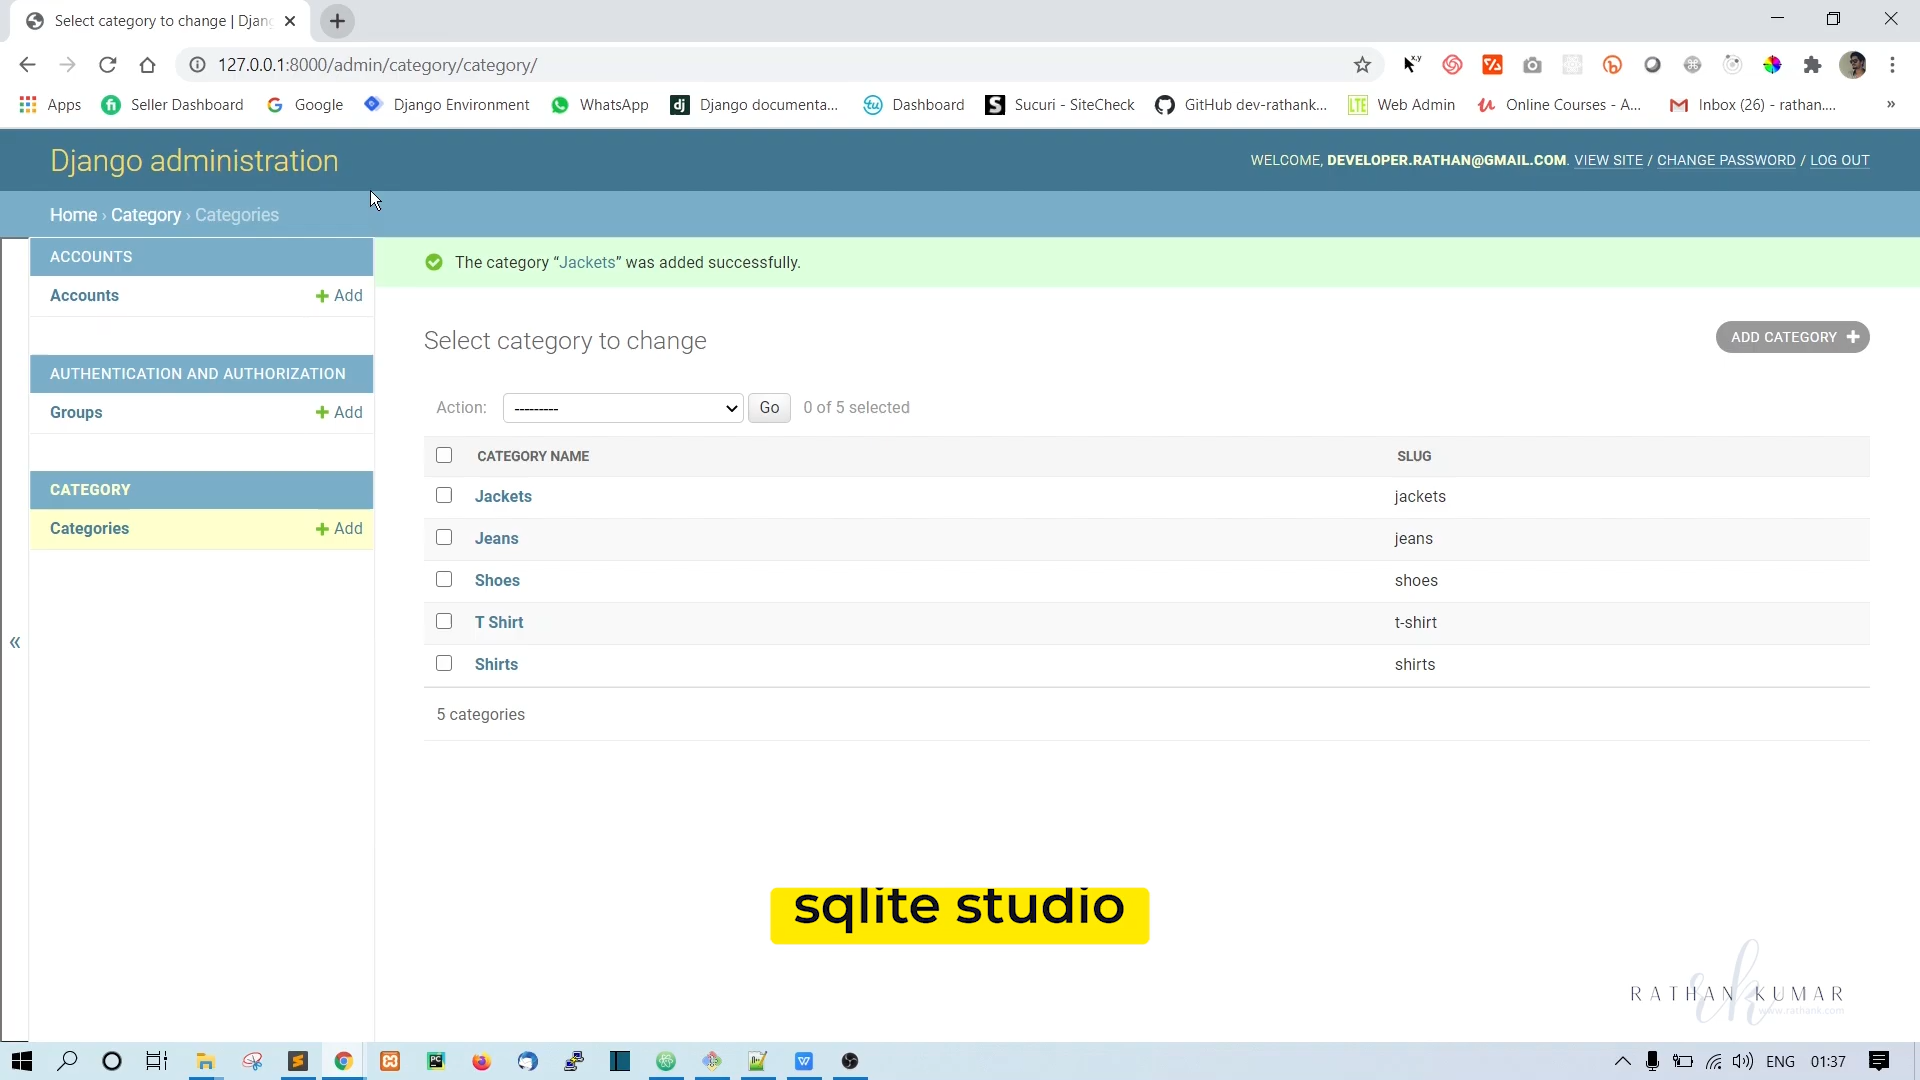 Select category to change | Djan
127.0.0.1:8000/admin/category/category/
Apps Seller Dashboard Google Django Environment WhatsApp Django documenta... Dashboard Sucuri - SiteCheck GitHub dev-rathank... Web Admin Online Courses - A... Inbox (26) - rathan.... »
Django administration
WELCOME, DEVELOPER.RATHAN@GMAIL.COM. VIEW SITE / CHANGE PASSWORD / LOG OUT
Home › Category › Categories
ACCOUNTS
Accounts + Add
AUTHENTICATION AND AUTHORIZATION
Groups + Add
CATEGORY
Categories + Add
«
The category “Jackets” was added successfully.
Select category to change
ADD CATEGORY +
Action: --------- Go 0 of 5 selected
CATEGORY NAME SLUG
Jackets jackets
Jeans jeans
Shoes shoes
T Shirt t-shirt
Shirts shirts
5 categories
sqlite studio
RATHAN KUMAR
www.rathank.com
ENG 01:37